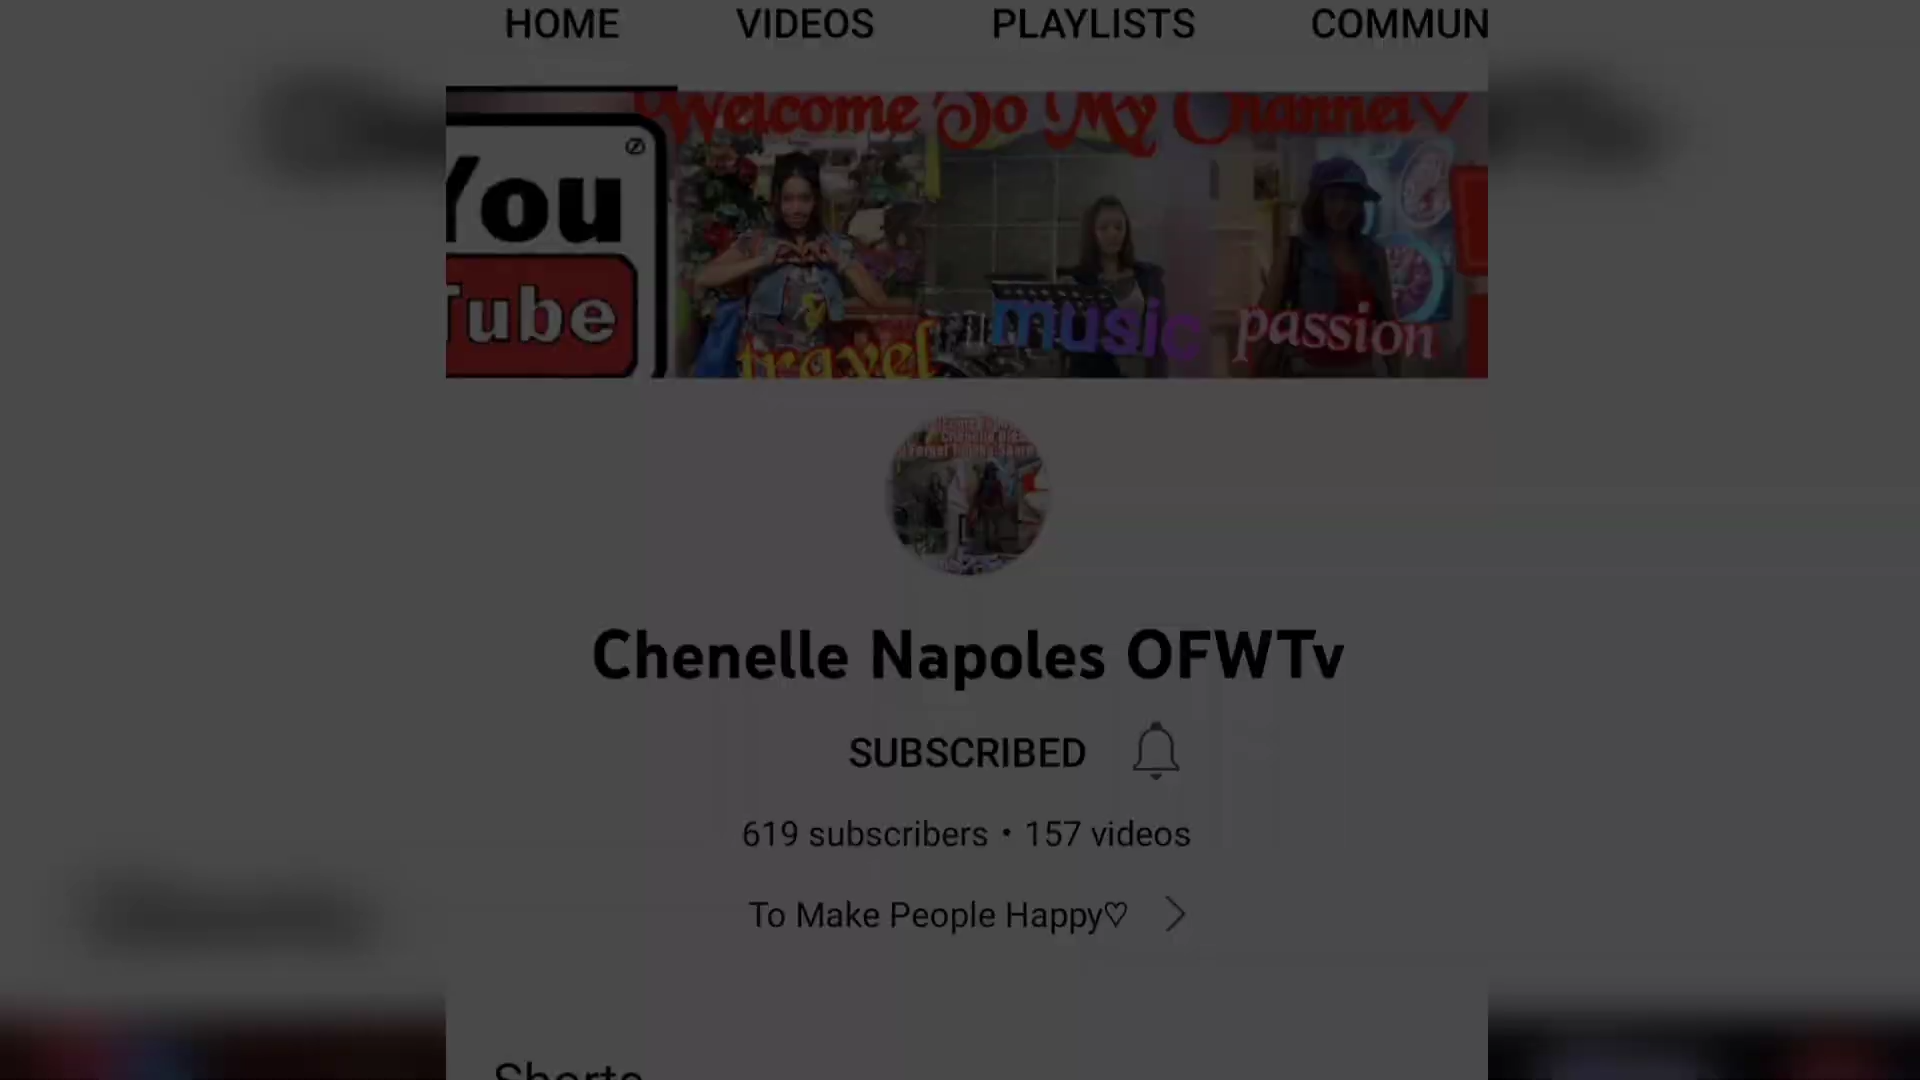 HOME VIDEOS PLAYLISTS COMMUN
Welcome To My Channel♡
You
Tube
travel
music
passion
Chenelle Napoles OFWTv
SUBSCRIBED
619 subscribers • 157 videos
To Make People Happy♡
Shorts